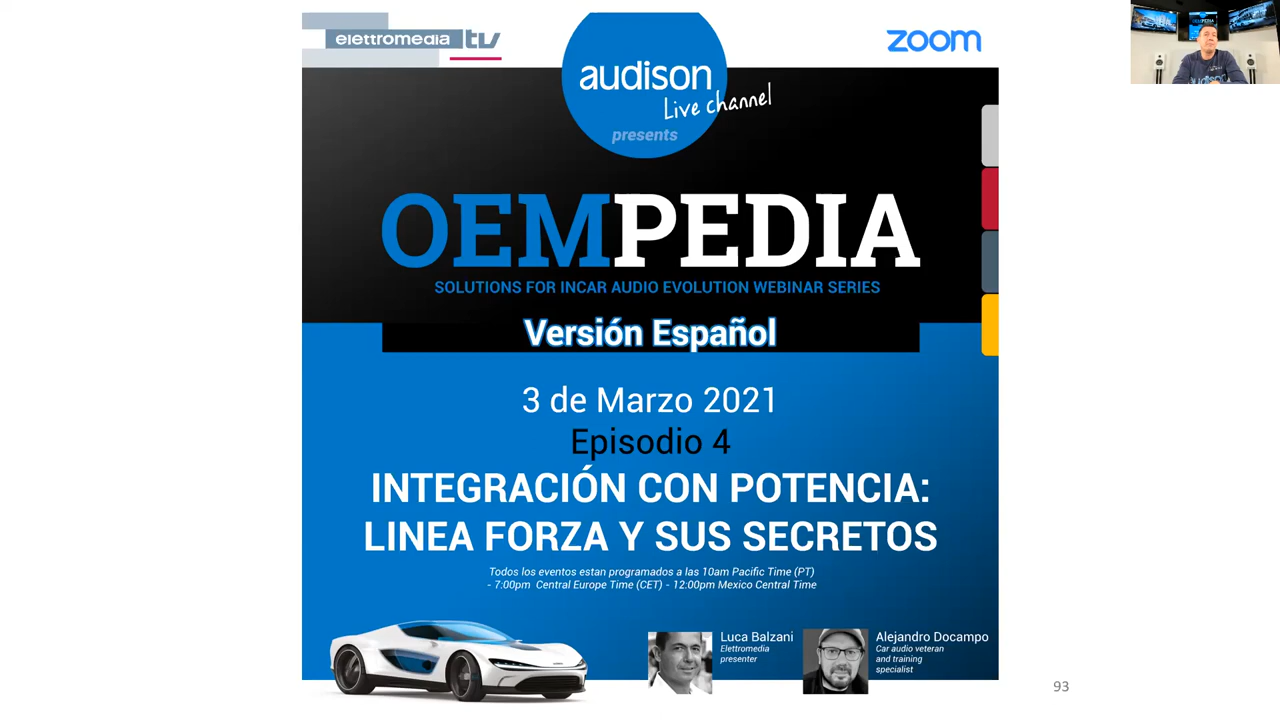 elettromedia tv
zoom
audison
Live channel
presents
OEMPEDIA
SOLUTIONS FOR INCAR AUDIO EVOLUTION WEBINAR SERIES
Versión Español
3 de Marzo 2021
Episodio 4
INTEGRACIÓN CON POTENCIA:
LINEA FORZA Y SUS SECRETOS
Todos los eventos estan programados a las 10am Pacific Time (PT)
- 7:00pm Central Europe Time (CET) - 12:00pm Mexico Central Time
Luca Balzani
Elettromedia
presenter
Alejandro Docampo
Car audio veteran
and training
specialist
93
OEMPEDIA
audison